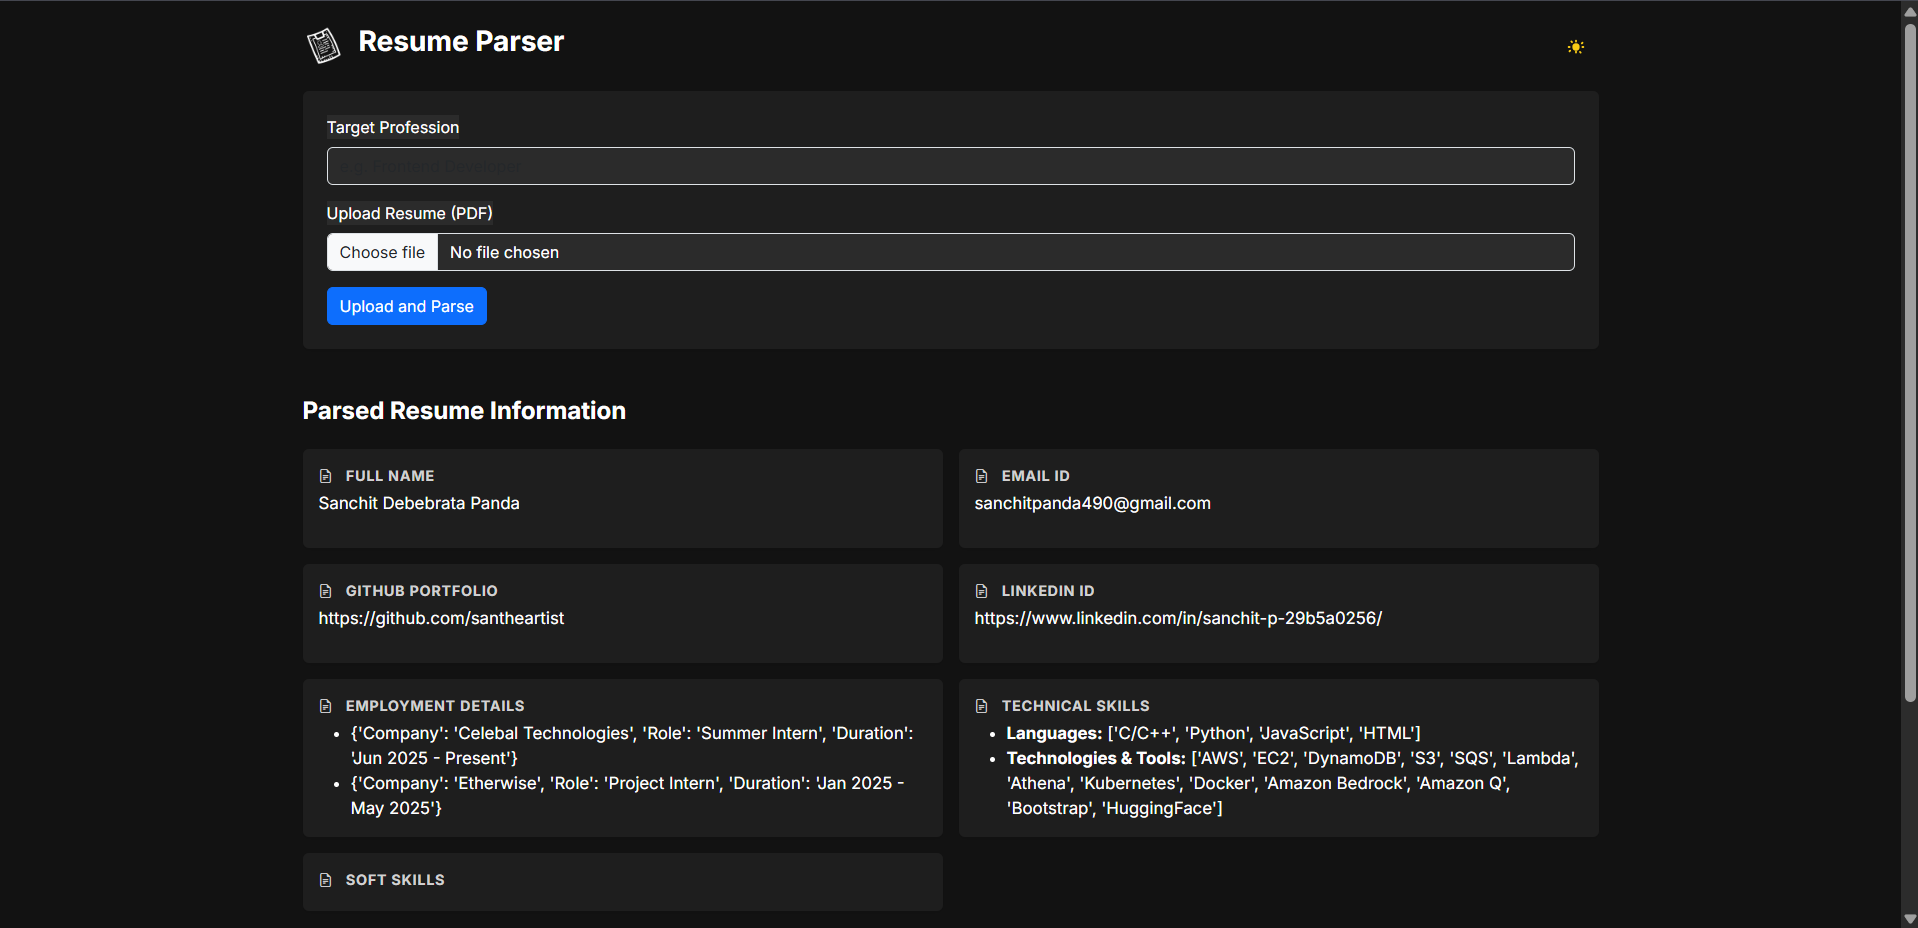 Resume Parser
Target Profession
e.g. Frontend Developer
Upload Resume (PDF)
Choose file No file chosen
Upload and Parse
Parsed Resume Information
FULL NAME
Sanchit Debebrata Panda
EMAIL ID
sanchitpanda490@gmail.com
GITHUB PORTFOLIO
https://github.com/santheartist
LINKEDIN ID
https://www.linkedin.com/in/sanchit-p-29b5a0256/
EMPLOYMENT DETAILS
• {'Company': 'Celebal Technologies', 'Role': 'Summer Intern', 'Duration':
'Jun 2025 - Present'}
• {'Company': 'Etherwise', 'Role': 'Project Intern', 'Duration': 'Jan 2025 -
May 2025'}
TECHNICAL SKILLS
• Languages: ['C/C++', 'Python', 'JavaScript', 'HTML']
• Technologies & Tools: ['AWS', 'EC2', 'DynamoDB', 'S3', 'SQS', 'Lambda',
'Athena', 'Kubernetes', 'Docker', 'Amazon Bedrock', 'Amazon Q',
'Bootstrap', 'HuggingFace']
SOFT SKILLS